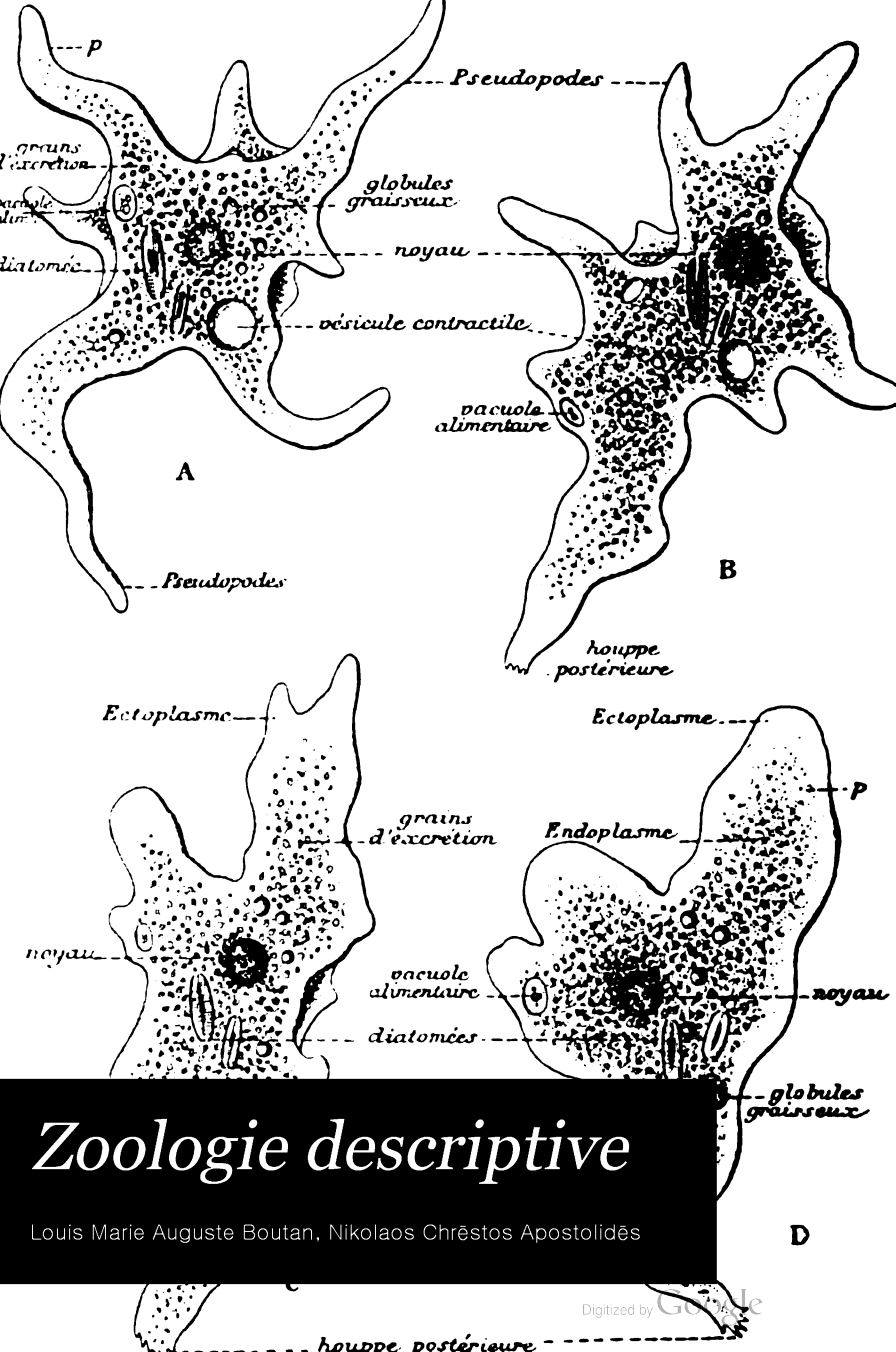 p
Pseudopodes
grains
d'excrétion
globules
graisseux
vacuole
alim.
noyau
diatomée
vésicule contractile
vacuole
alimentaire
A
B
Pseudopodes
houppe
postérieure
Ectoplasme
Ectoplasme
p
grains
d'excrétion
Endoplasme
noyau
vacuole
alimentaire
noyau
diatomées
globules
graisseux
Zoologie descriptive
Louis Marie Auguste Boutan, Nikolaos Chrēstos Apostolidēs
D
Digitized by Google
houppe postérieure